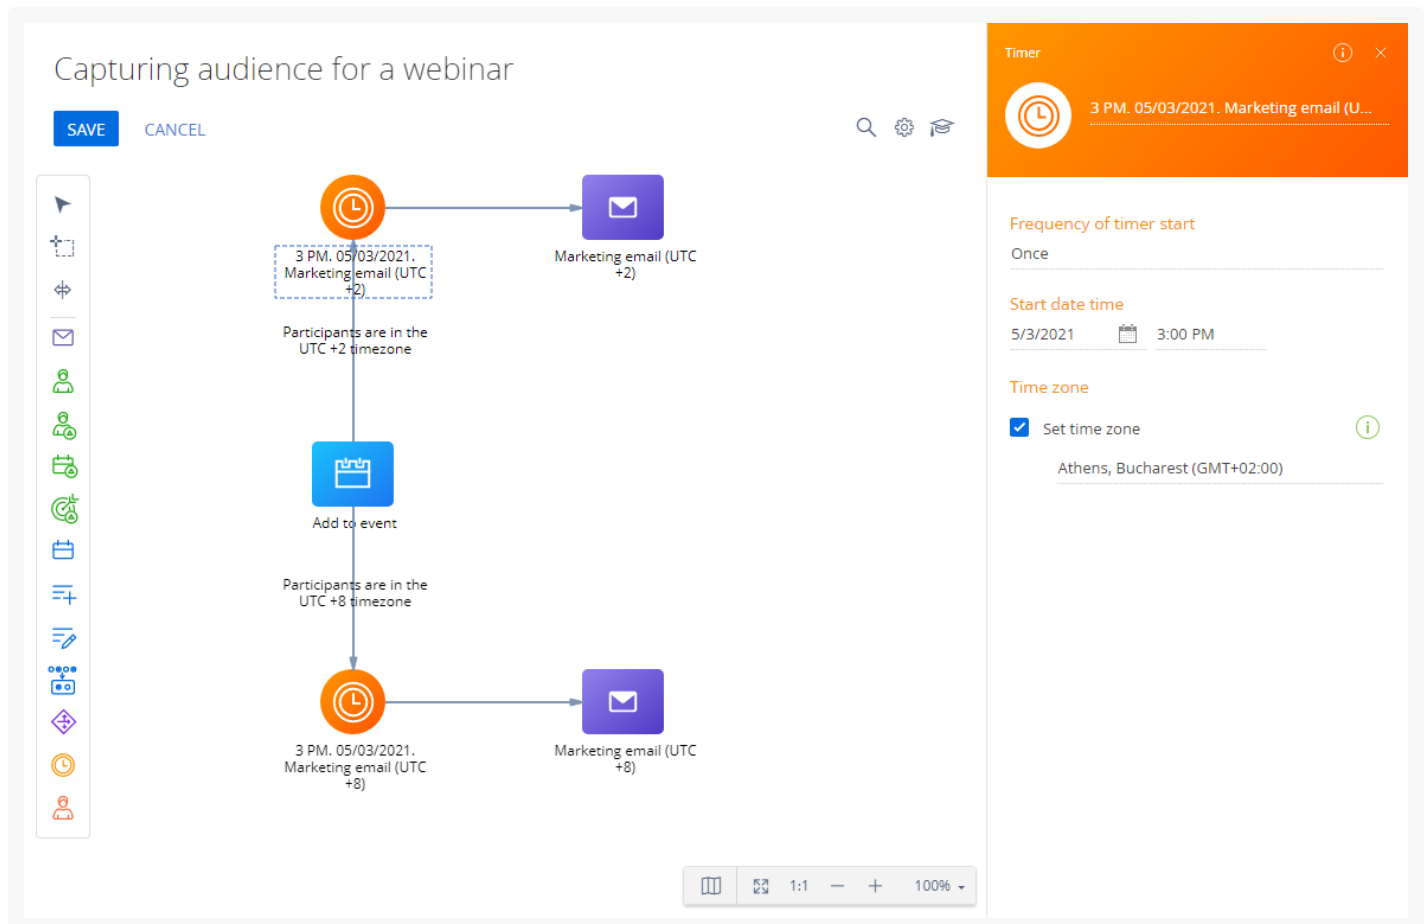 Capturing audience for a webinar
SAVE
CANCEL
3 PM. 05/03/2021.
Marketing email (UTC
+2)
Marketing email (UTC
+2)
Participants are in the
UTC +2 timezone
Add to event
Participants are in the
UTC +8 timezone
3 PM. 05/03/2021.
Marketing email (UTC
+8)
Marketing email (UTC
+8)
1:1
100%
Timer
3 PM. 05/03/2021. Marketing email (U...
Frequency of timer start
Once
Start date time
5/3/2021
3:00 PM
Time zone
Set time zone
Athens, Bucharest (GMT+02:00)